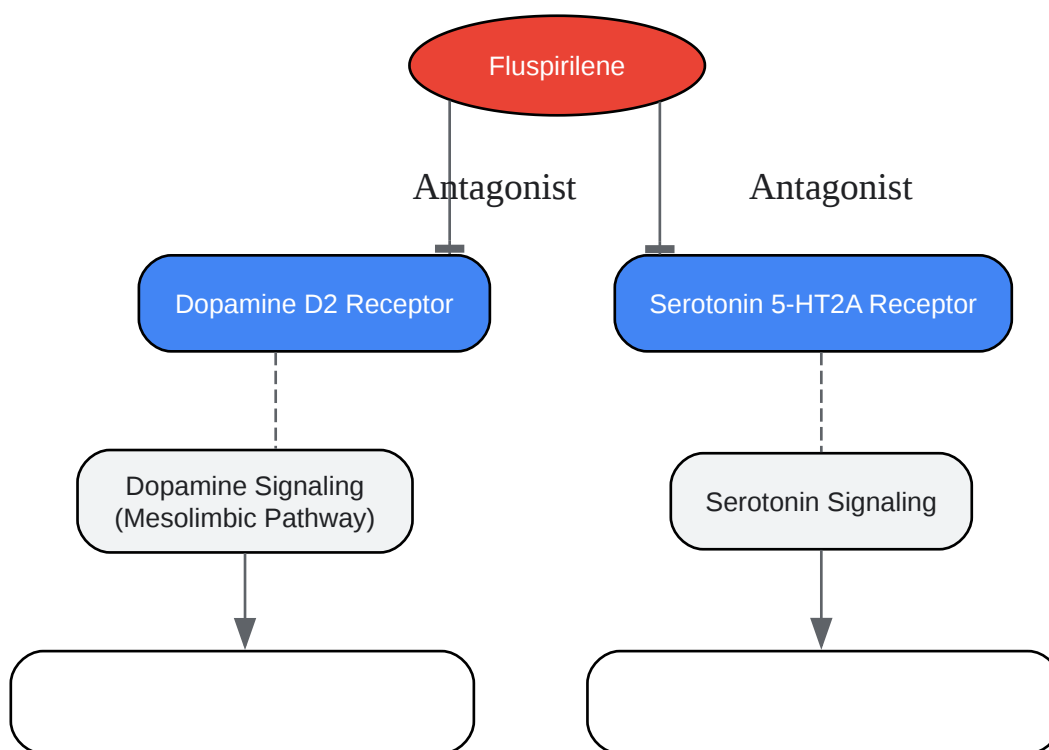 Fluspirilene
Antagonist
Antagonist
Dopamine D2 Receptor
Serotonin 5-HT2A Receptor
Dopamine Signaling
(Mesolimbic Pathway)
Serotonin Signaling